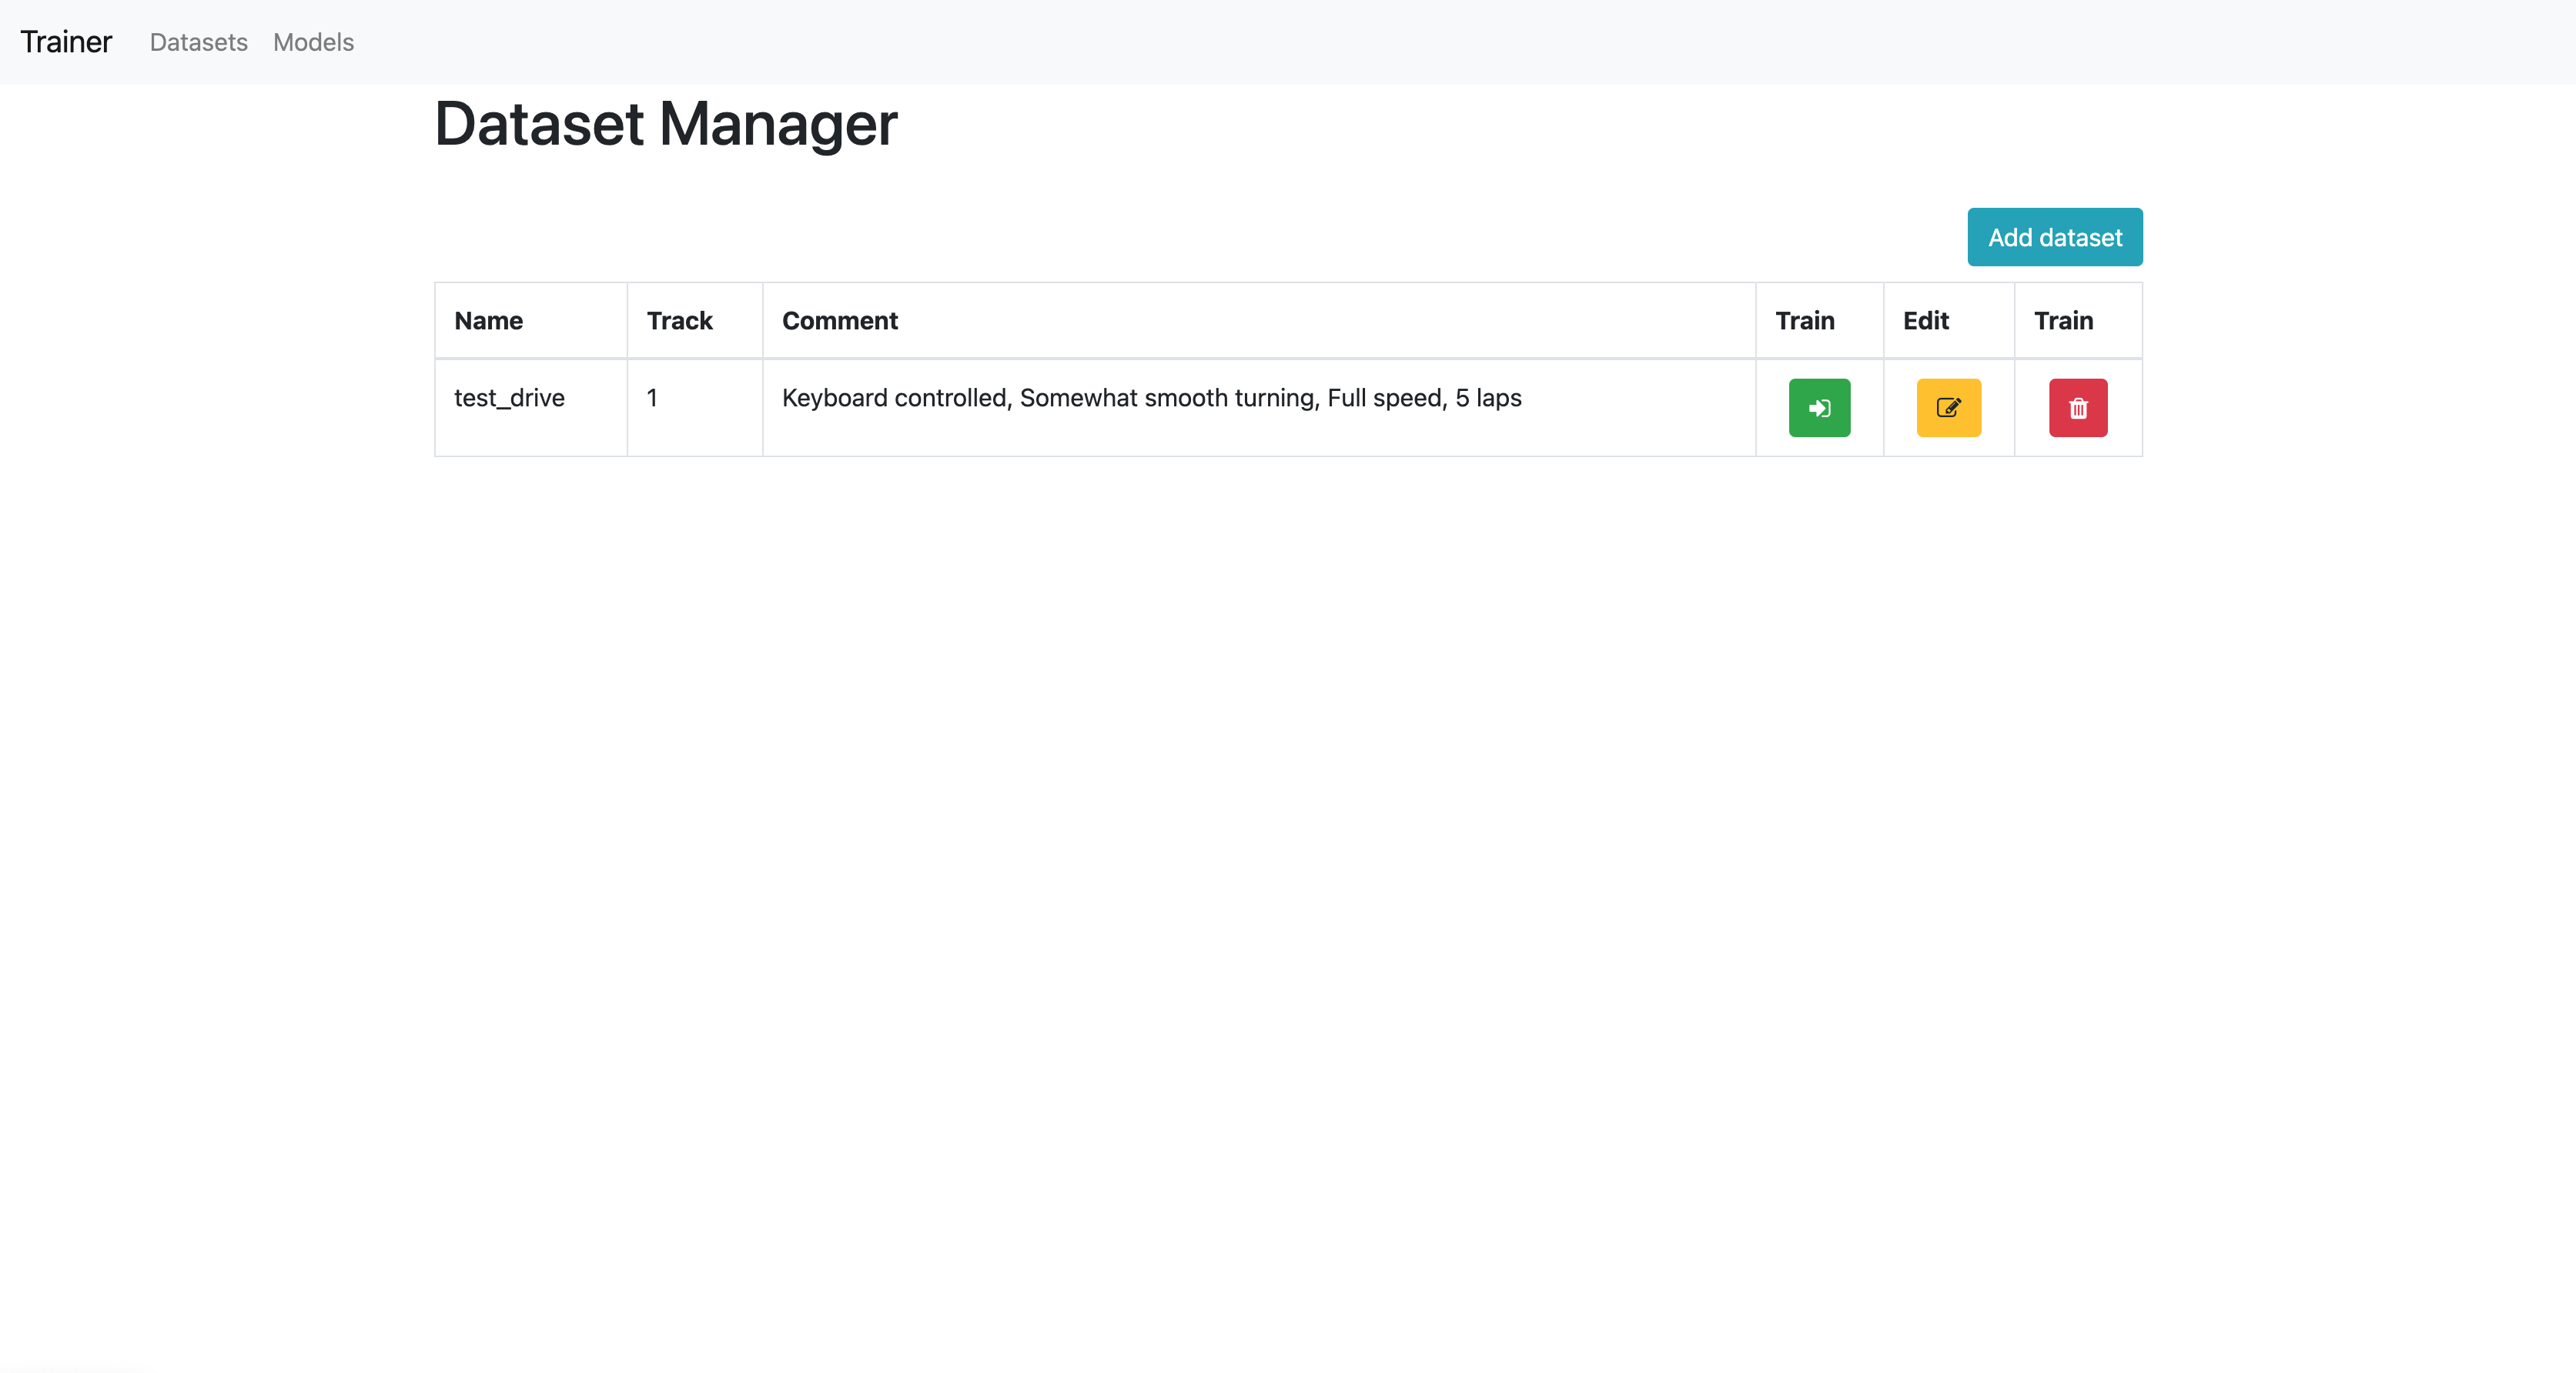 Trainer Datasets Models
Dataset Manager
Add dataset
Name Track Comment Train Edit Train
test_drive 1 Keyboard controlled, Somewhat smooth turning, Full speed, 5 laps